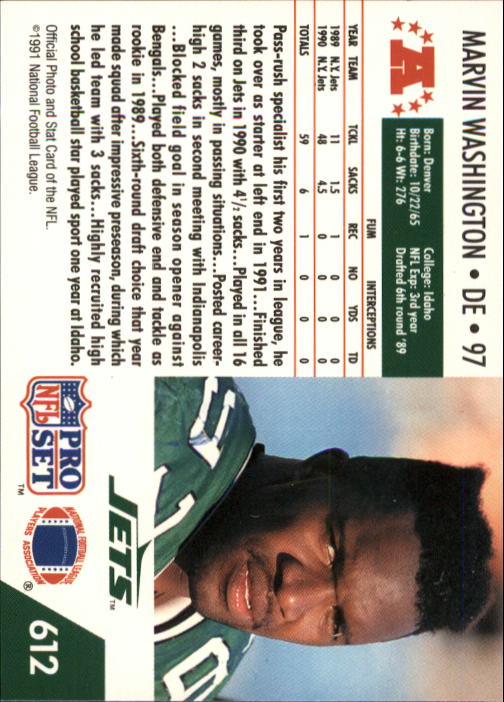 MARVIN WASHINGTON • DE • 97
A
Born: Denver College: Idaho
Birthdate: 10/22/65 NFL Exp: 3rd year
Ht: 6-6 Wt: 276 Drafted 6th round '89
FUM INTERCEPTIONS
YEAR TEAM TCKL SACKS REC NO YDS TD
1989 N.Y. Jets 11 1.5 1 0 0 0
1990 N.Y. Jets 48 4.5 0 0 0 0
TOTALS 59 6 1 0 0 0
Pass-rush specialist his first two years in league, he
took over as starter at left end in 1991...Finished
third on Jets in 1990 with 4½ sacks...Played in all 16
games, mostly in passing situations...Posted career-
high 2 sacks in second meeting with Indianapolis
...Blocked field goal in season opener against
Bengals...Played both defensive end and tackle as
rookie in 1989...Sixth-round draft choice that year
made squad after impressive preseason, during which
he led team with 3 sacks...Highly recruited high
school basketball star played sport one year at Idaho.
Official Photo and Stat Card of the NFL.
©1991 National Football League.
JETS™
PRO
NFL
SET™
NATIONAL FOOTBALL LEAGUE
PLAYERS ASSOCIATION®
612